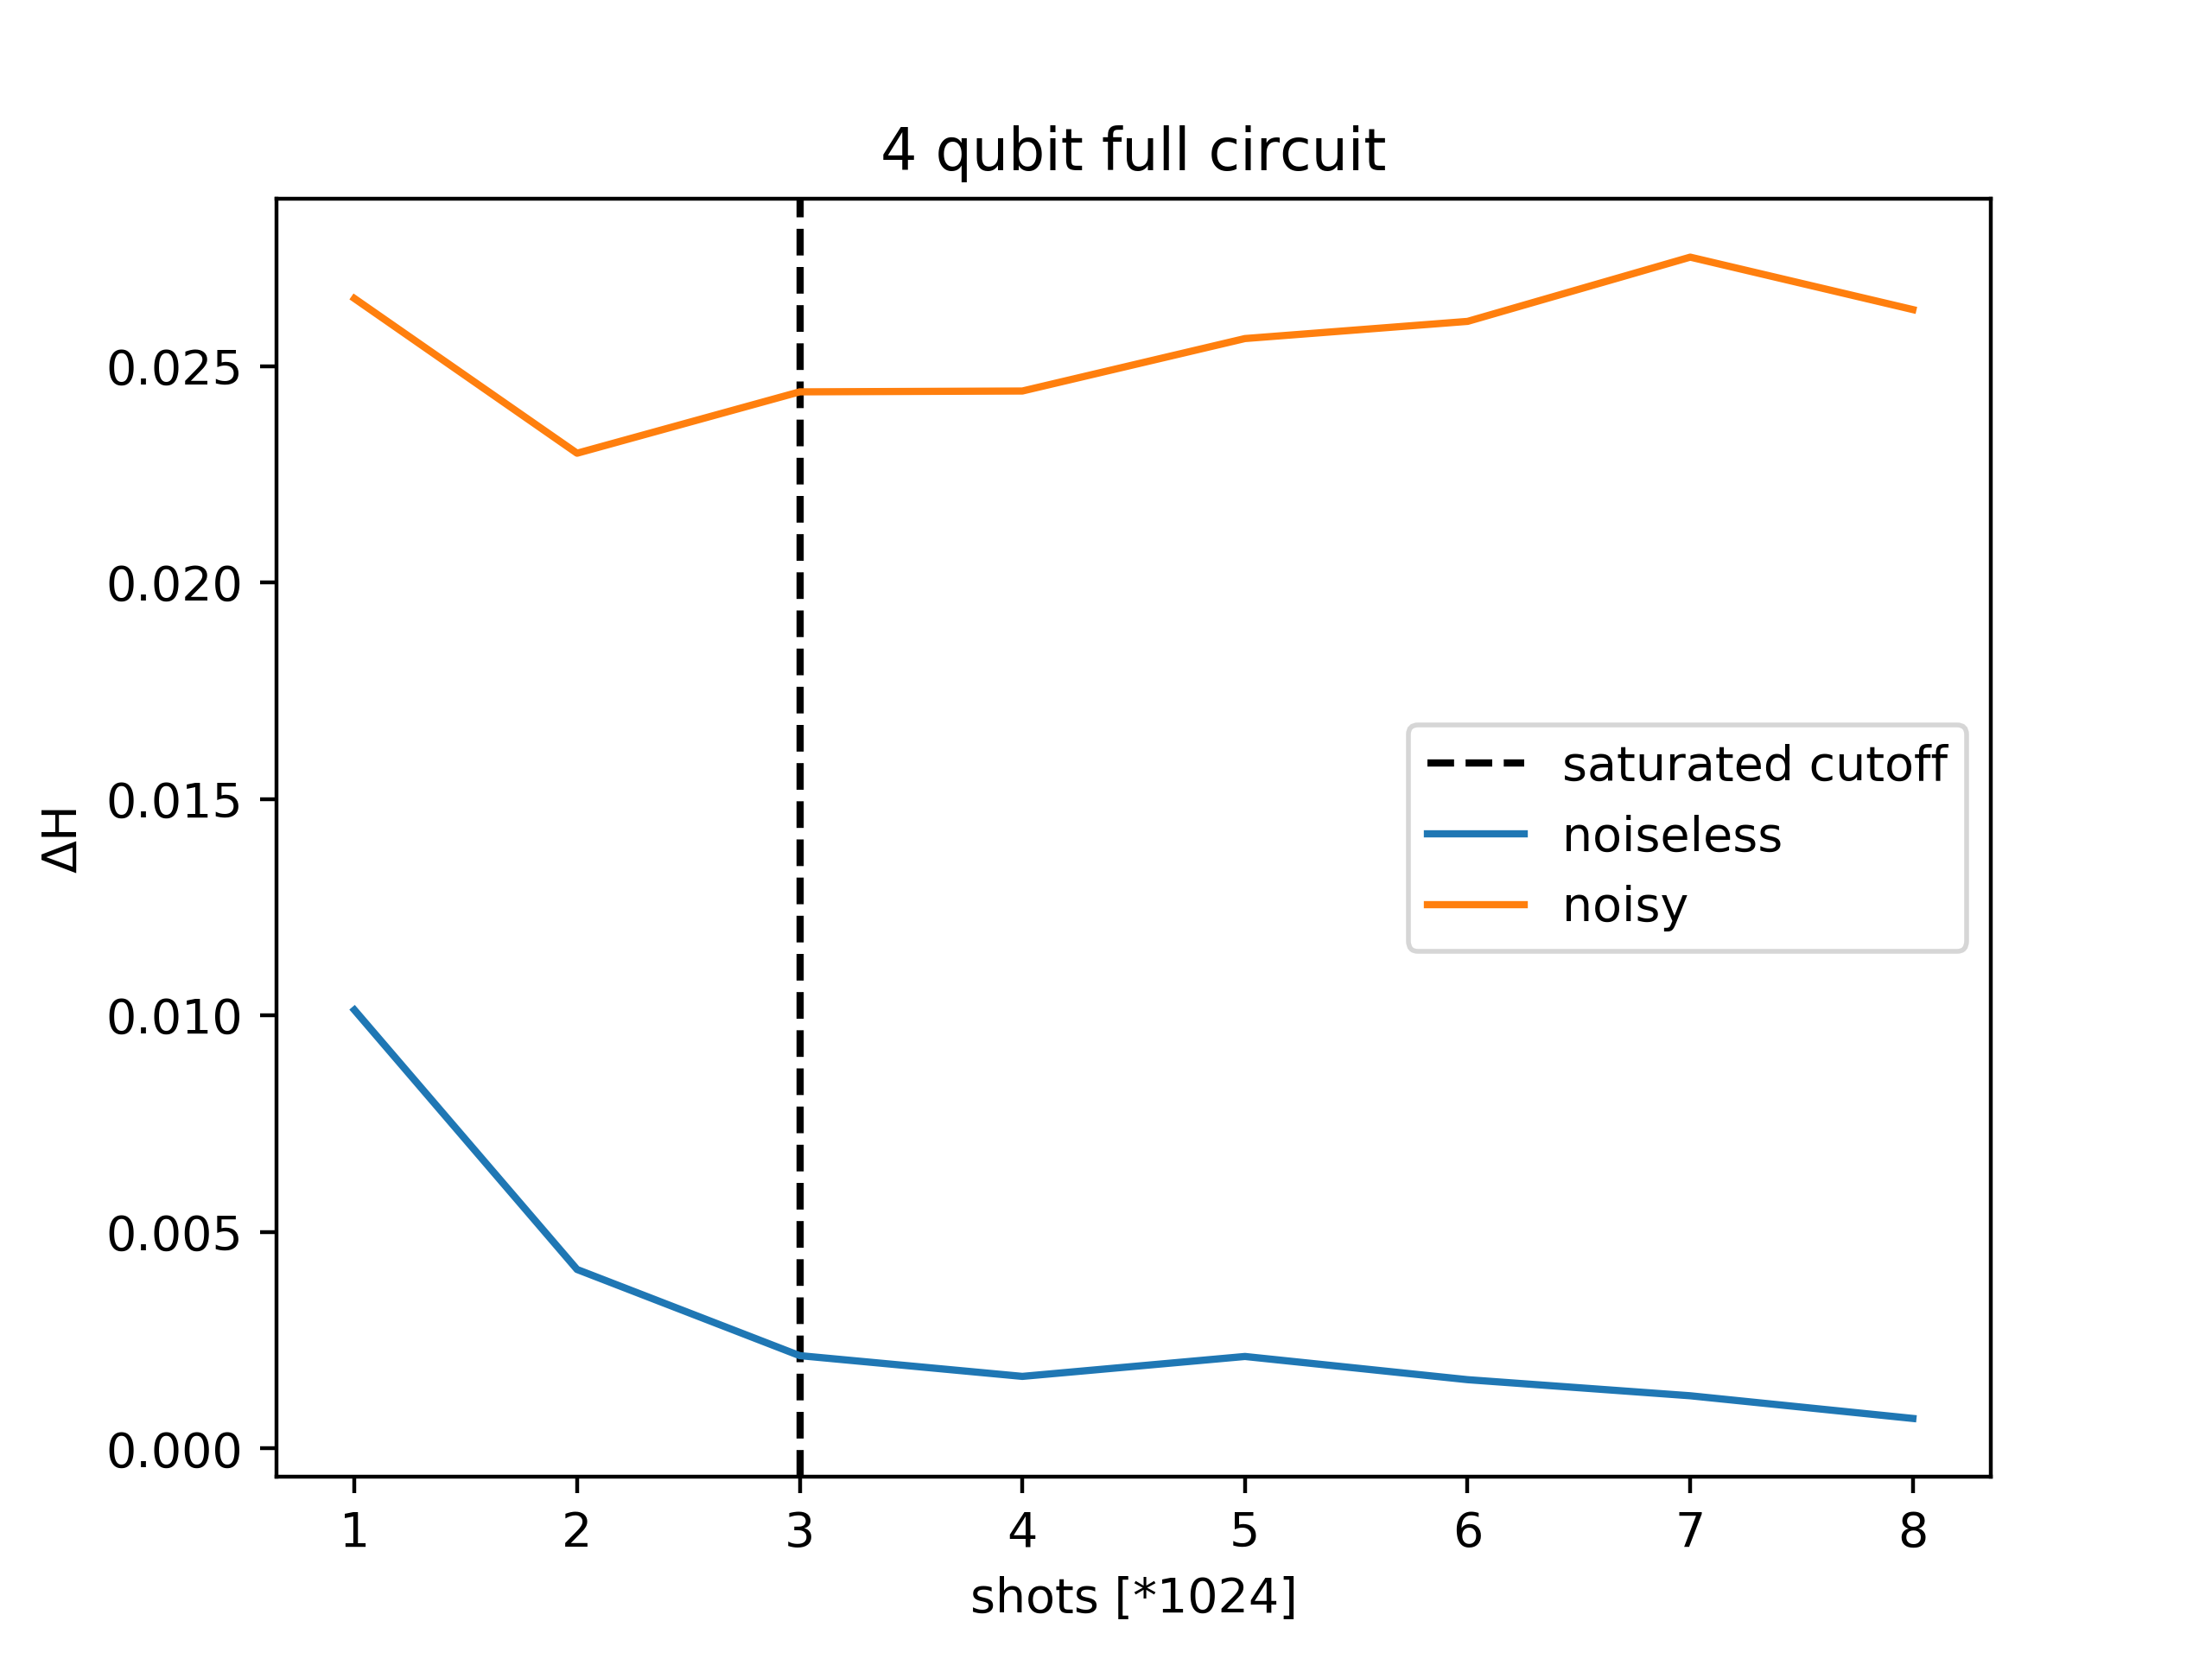 4 qubit full circuit
ΔH
0.025
0.020
0.015
0.010
0.005
0.000
saturated cutoff
noiseless
noisy
1 2 3 4 5 6 7 8
shots [*1024]